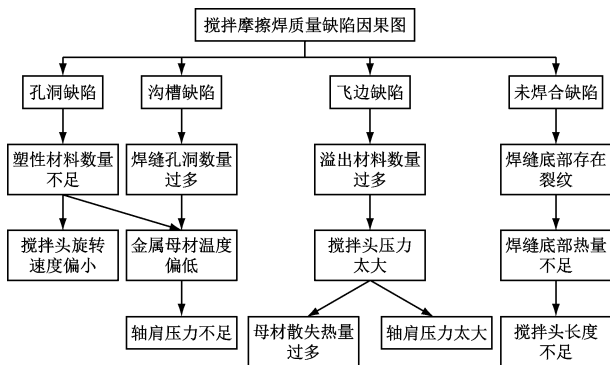 搅拌摩擦焊质量缺陷因果图
孔洞缺陷
沟槽缺陷
飞边缺陷
未焊合缺陷
塑性材料数量
不足
焊缝孔洞数量
过多
溢出材料数量
过多
焊缝底部存在
裂纹
搅拌头旋转
速度偏小
金属母材温度
偏低
搅拌头压力
太大
焊缝底部热量
不足
轴肩压力不足
母材散失热量
过多
轴肩压力太大
搅拌头长度
不足